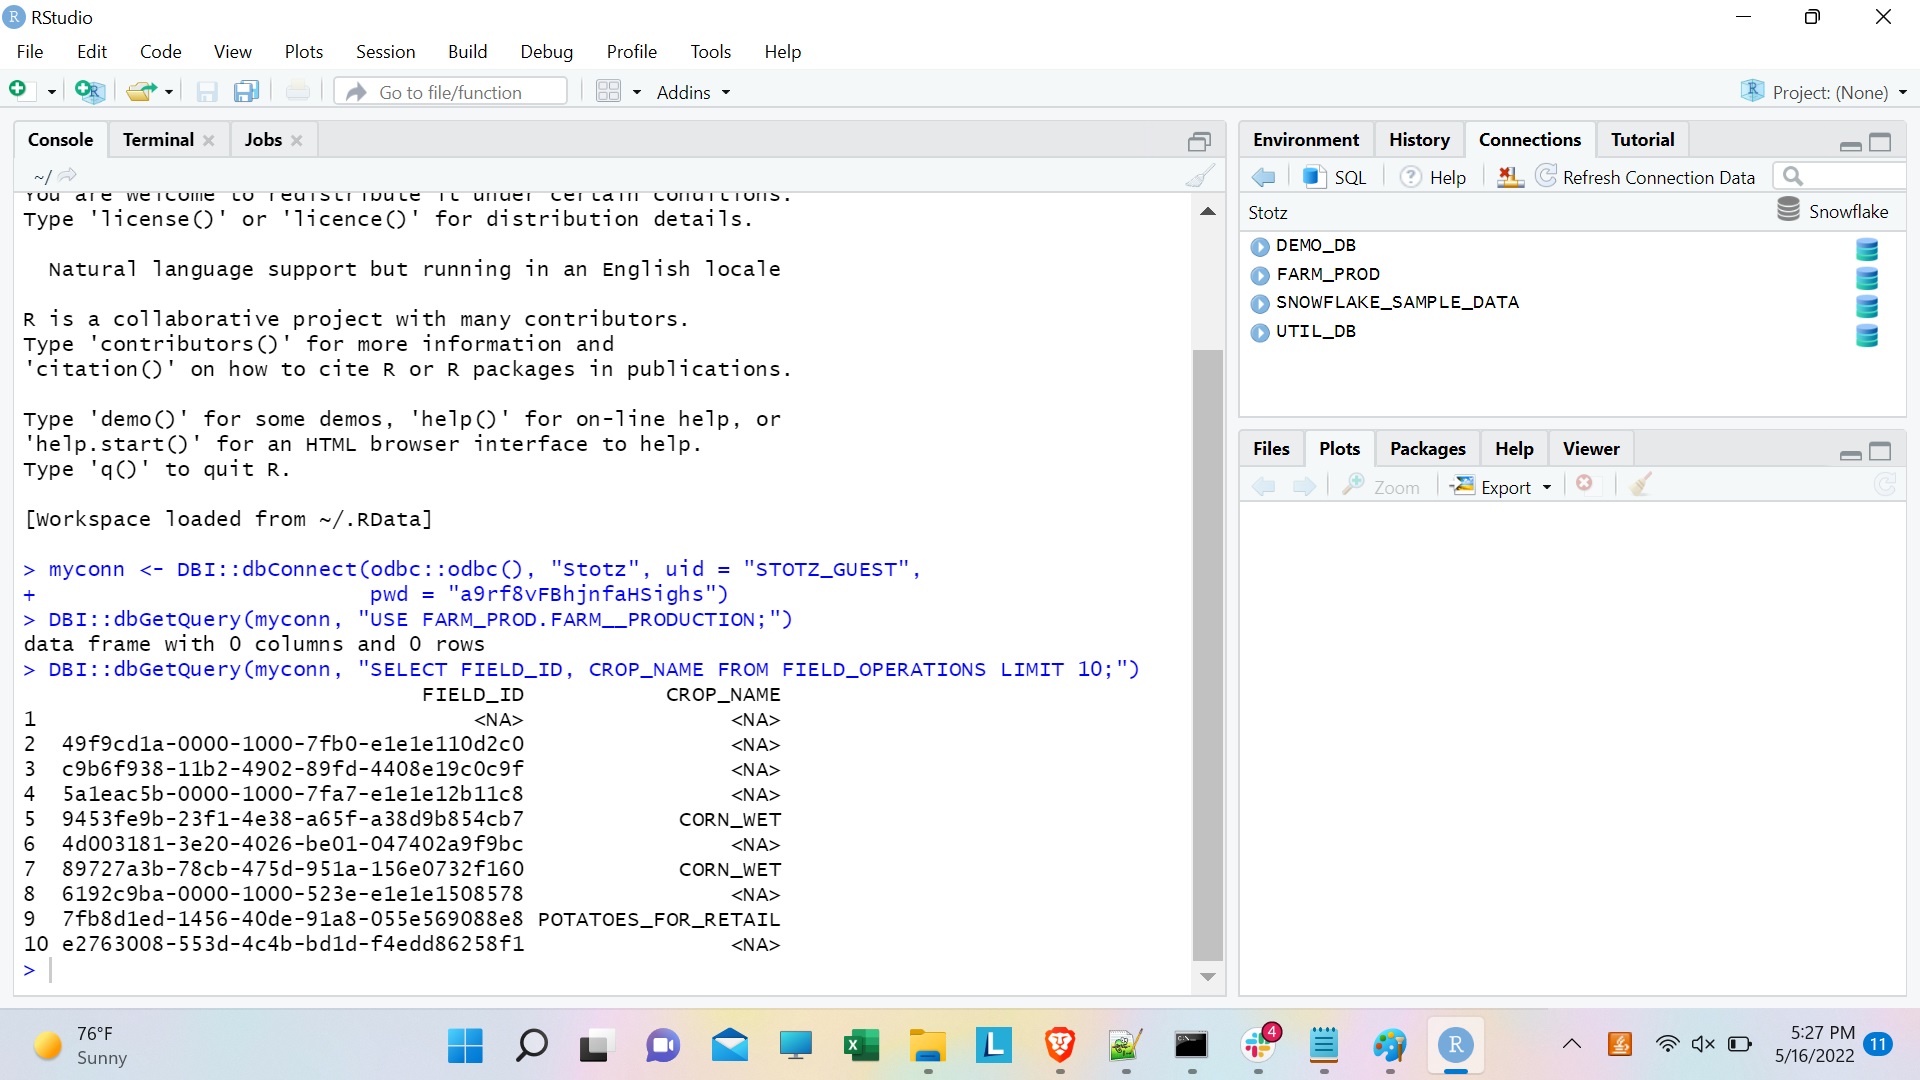 RStudio
File Edit Code View Plots Session Build Debug Profile Tools Help
Go to file/function Addins Project: (None)
Console Terminal Jobs
~/
You are welcome to redistribute it under certain conditions.
Type 'license()' or 'licence()' for distribution details.
Natural language support but running in an English locale
R is a collaborative project with many contributors.
Type 'contributors()' for more information and
'citation()' on how to cite R or R packages in publications.
Type 'demo()' for some demos, 'help()' for on-line help, or
'help.start()' for an HTML browser interface to help.
Type 'q()' to quit R.
[Workspace loaded from ~/.RData]
> myconn <- DBI::dbConnect(odbc::odbc(), "Stotz", uid = "STOTZ_GUEST",
+ pwd = "a9rf8vFBhjnfaHSighs")
> DBI::dbGetQuery(myconn, "USE FARM_PROD.FARM__PRODUCTION;")
data frame with 0 columns and 0 rows
> DBI::dbGetQuery(myconn, "SELECT FIELD_ID, CROP_NAME FROM FIELD_OPERATIONS LIMIT 10;")
FIELD_ID CROP_NAME
1 <NA> <NA>
2 49f9cd1a-0000-1000-7fb0-e1e1e110d2c0 <NA>
3 c9b6f938-11b2-4902-89fd-4408e19c0c9f <NA>
4 5a1eac5b-0000-1000-7fa7-e1e1e12b11c8 <NA>
5 9453fe9b-23f1-4e38-a65f-a38d9b854cb7 CORN_WET
6 4d003181-3e20-4026-be01-047402a9f9bc <NA>
7 89727a3b-78cb-475d-951a-156e0732f160 CORN_WET
8 6192c9ba-0000-1000-523e-e1e1e1508578 <NA>
9 7fb8d1ed-1456-40de-91a8-055e569088e8 POTATOES_FOR_RETAIL
10 e2763008-553d-4c4b-bd1d-f4edd86258f1 <NA>
>
Environment History Connections Tutorial
SQL Help Refresh Connection Data
Stotz Snowflake
DEMO_DB
FARM_PROD
SNOWFLAKE_SAMPLE_DATA
UTIL_DB
Files Plots Packages Help Viewer
Zoom Export
76°F
Sunny
4
5:27 PM
5/16/2022
11